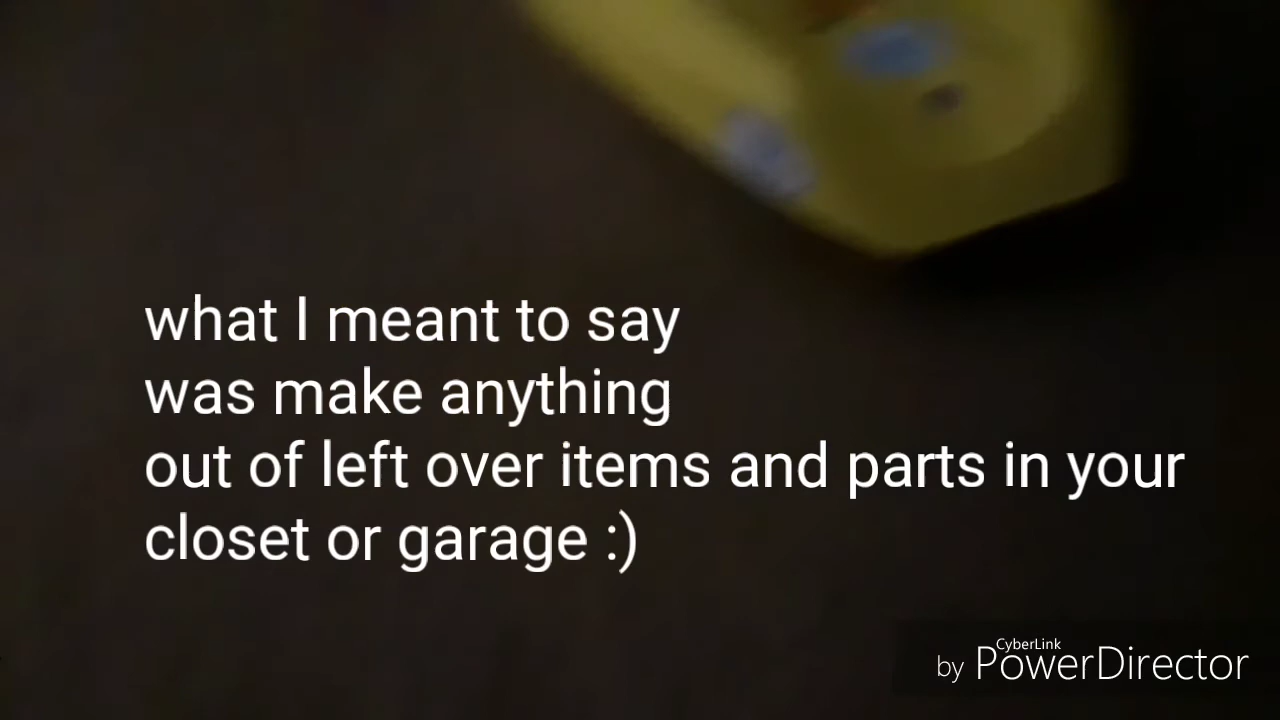 what I meant to say
was make anything
out of left over items and parts in your
closet or garage :)
CyberLink
by PowerDirector